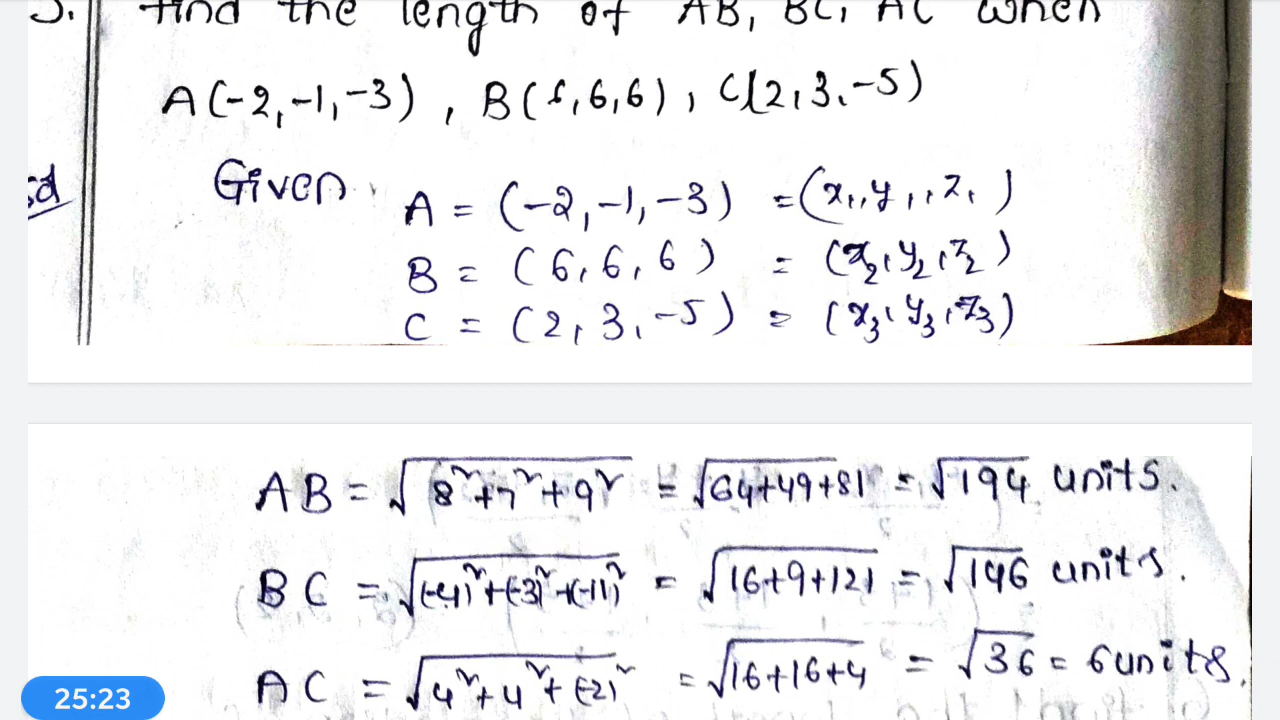 3. Find the length of AB, BC, AC when
A(-2,-1,-3), B(6,6,6), C(2,3,-5)
Given A = (-2,-1,-3) = (x₁,y₁,z₁)
B = (6,6,6) = (x₂,y₂,z₂)
C = (2,3,-5) = (x₃,y₃,z₃)
AB = √8²+7²+9² = √64+49+81 = √194 units.
BC = √(-4)²+(-3)²+(-11)² = √16+9+121 = √146 units.
AC = √4²+4²+(-2)² = √16+16+4 = √36 = 6 units.
25:23